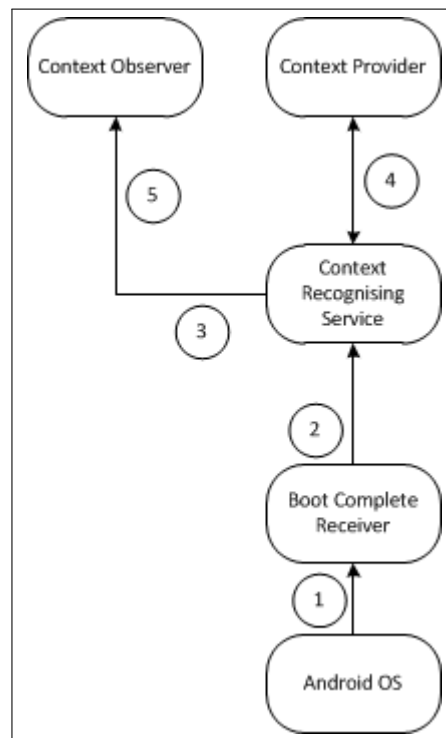 Context Observer
Context Provider
5
4
Context
Recognising
Service
3
2
Boot Complete
Receiver
1
Android OS